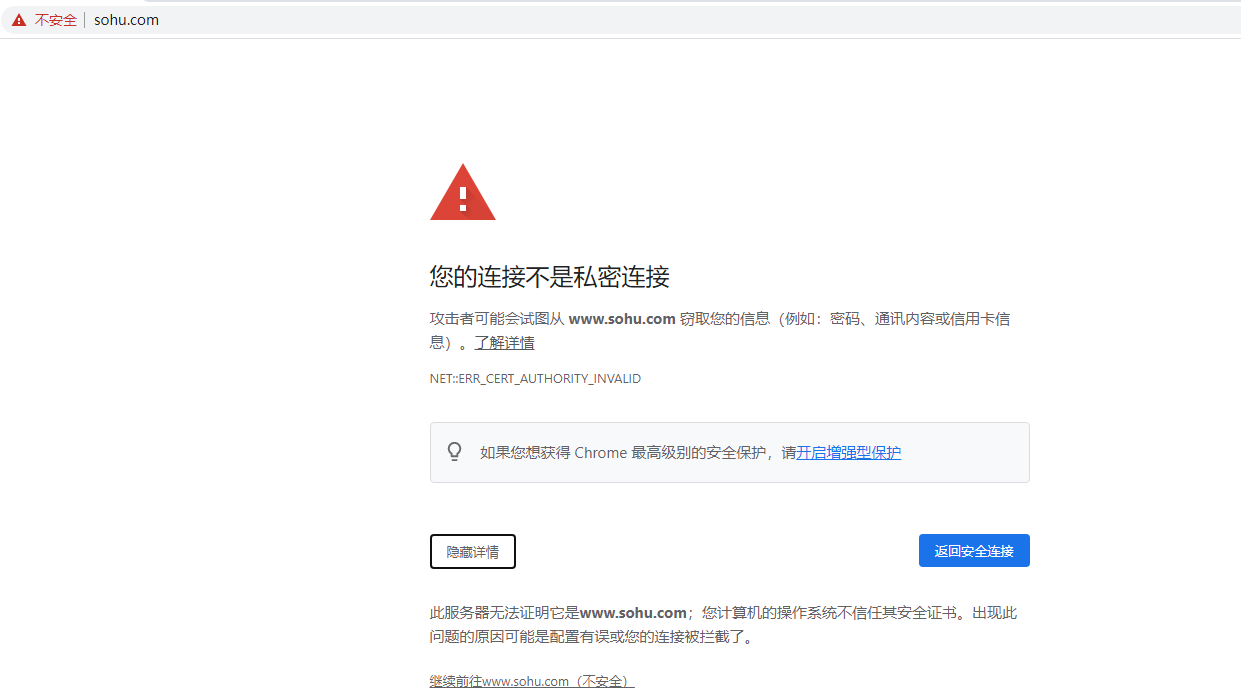 不安全 sohu.com
您的连接不是私密连接
攻击者可能会试图从 www.sohu.com 窃取您的信息（例如：密码、通讯内容或信用卡信
息）。了解详情
NET::ERR_CERT_AUTHORITY_INVALID
如果您想获得 Chrome 最高级别的安全保护，请开启增强型保护
隐藏详情
返回安全连接
此服务器无法证明它是www.sohu.com；您计算机的操作系统不信任其安全证书。出现此
问题的原因可能是配置有误或您的连接被拦截了。
继续前往www.sohu.com（不安全）